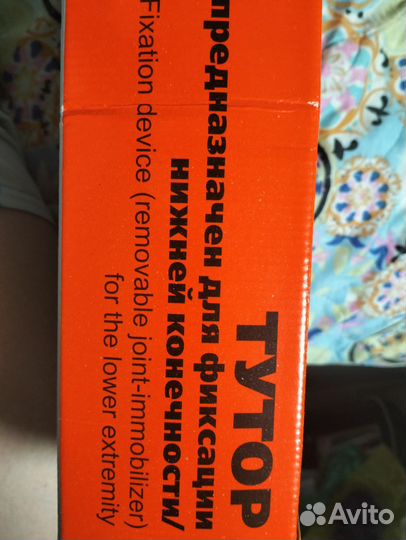 ТУТОР
предназначен для фиксации
нижней конечности/
Fixation device (removable joint-immobilizer)
for the lower extremity
Avito